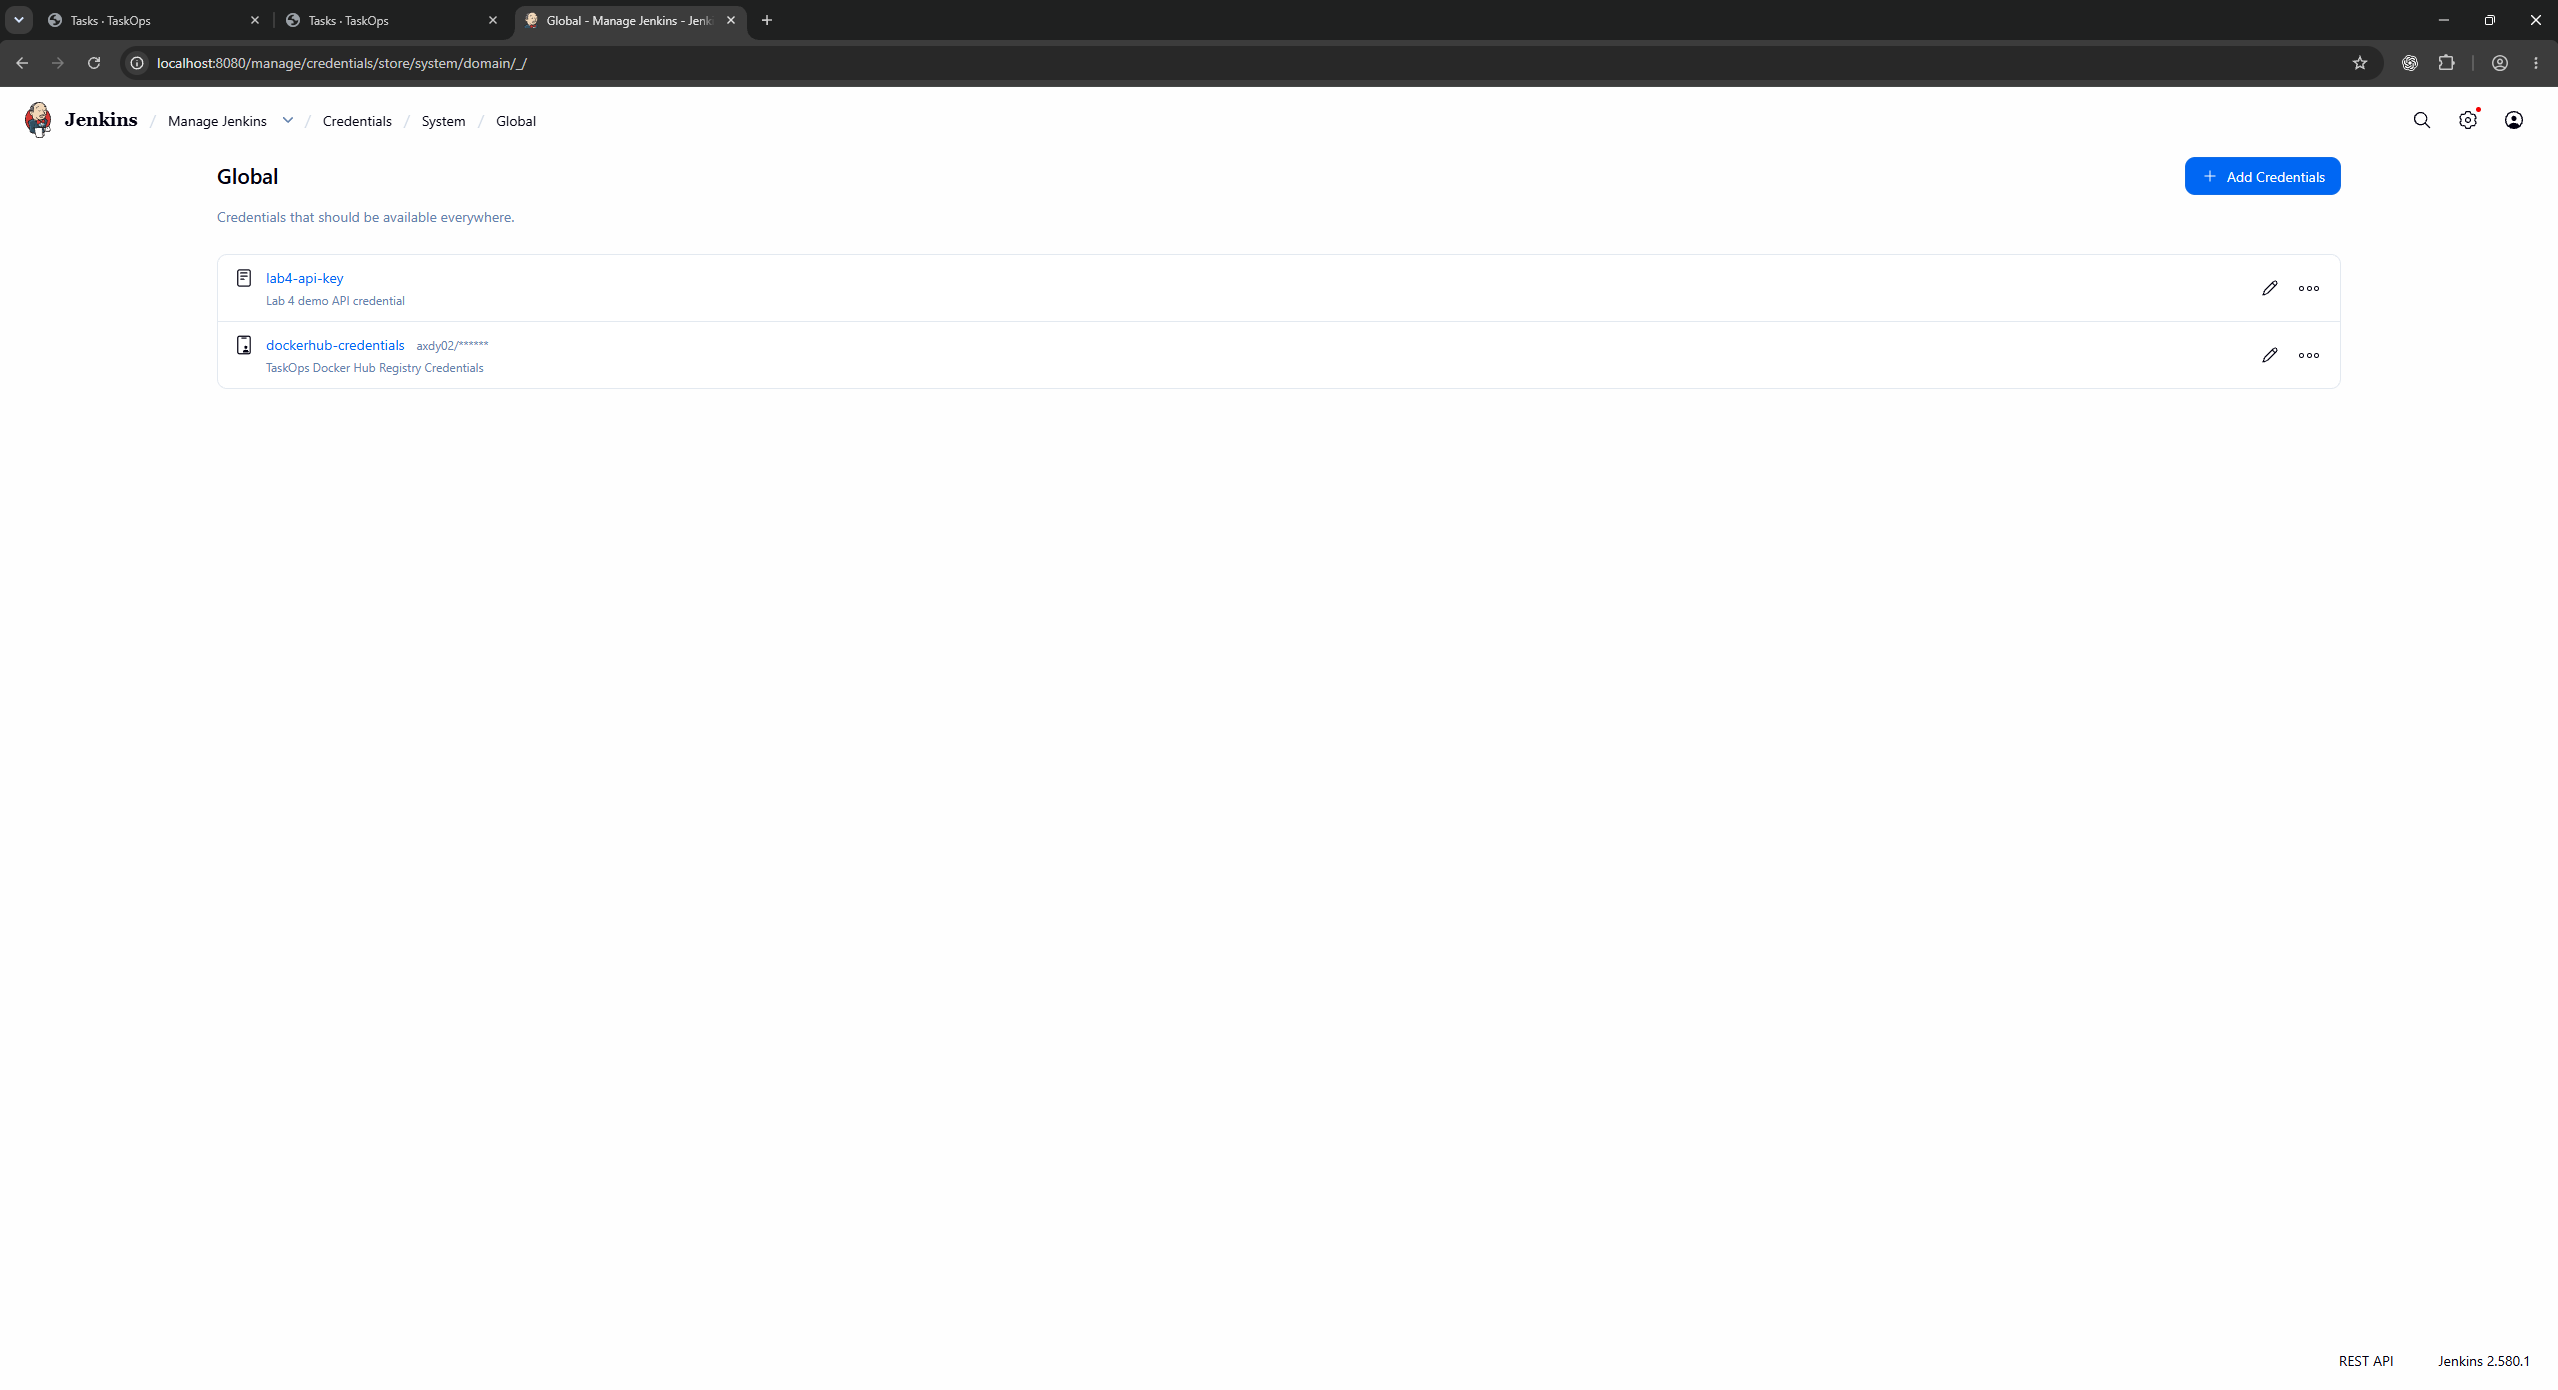 Tasks · TaskOps
Tasks · TaskOps
Global - Manage Jenkins - Jenk
localhost:8080/manage/credentials/store/system/domain/_/
Jenkins / Manage Jenkins / Credentials / System / Global
Global
+ Add Credentials
Credentials that should be available everywhere.
lab4-api-key
Lab 4 demo API credential
dockerhub-credentials axdy02/******
TaskOps Docker Hub Registry Credentials
REST API
Jenkins 2.580.1